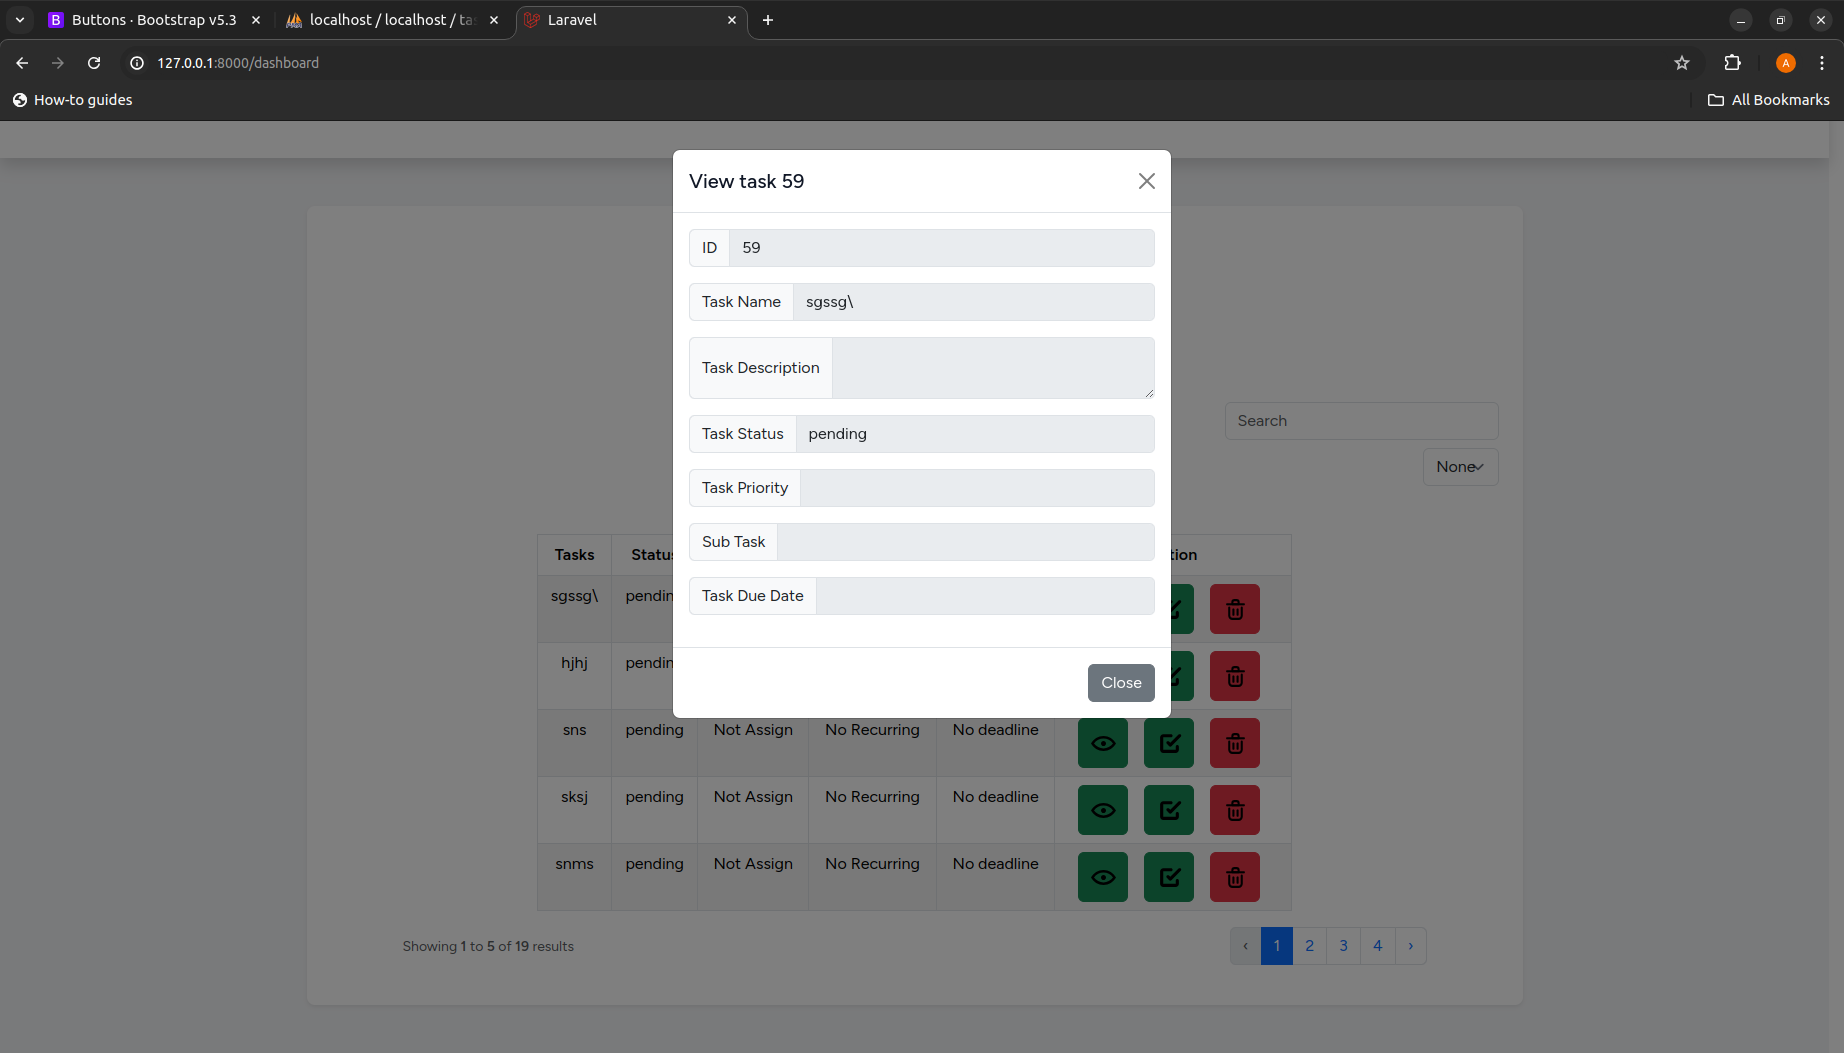 Buttons · Bootstrap v5.3
localhost / localhost / tas
Laravel
127.0.0.1:8000/dashboard
A
How-to guides
All Bookmarks
View task 59
ID 59
Task Name sgssg\
Task Description
Task Status pending
Task Priority
Sub Task
Task Due Date
Close
Search
None
Tasks Status tion
sgssg\ pendin
hjhj pendin
sns pending Not Assign No Recurring No deadline
sksj pending Not Assign No Recurring No deadline
snms pending Not Assign No Recurring No deadline
Showing 1 to 5 of 19 results
‹ 1 2 3 4 ›